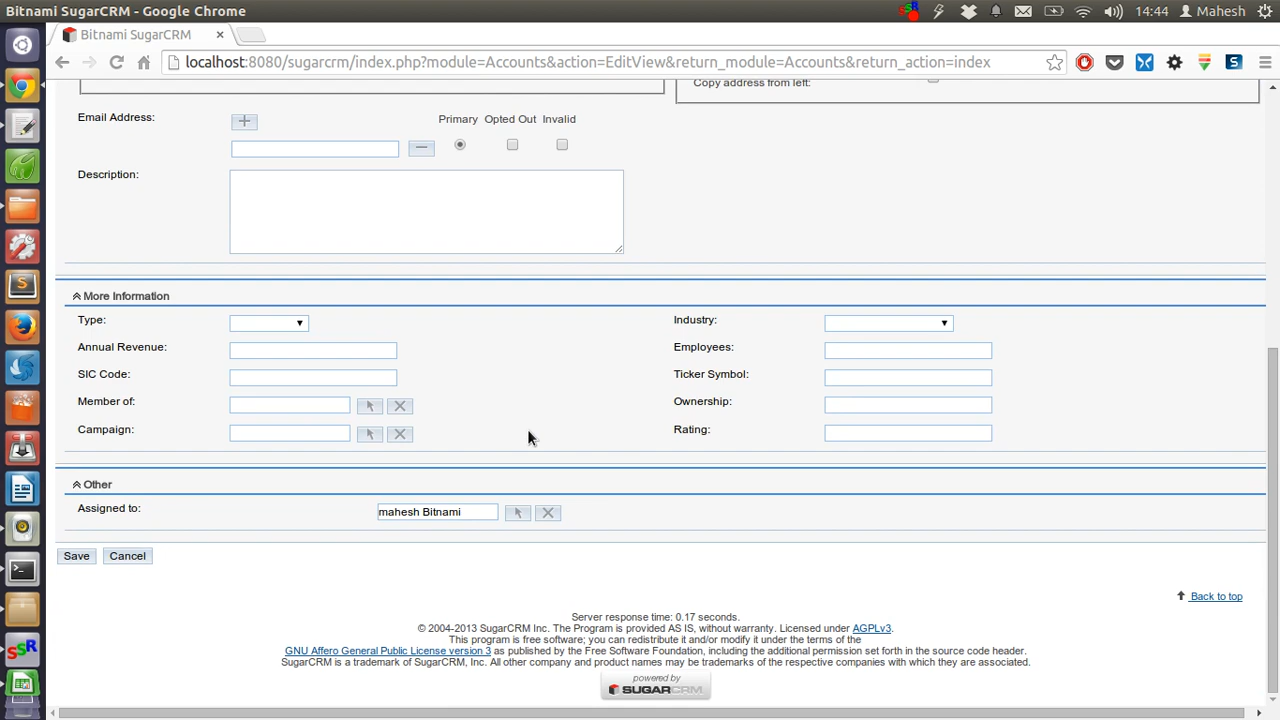 Bitnami SugarCRM - Google Chrome
14:44 Mahesh
Bitnami SugarCRM ×
localhost:8080/sugarcrm/index.php?module=Accounts&action=EditView&return_module=Accounts&return_action=index
Copy address from left:
Email Address:
Primary Opted Out Invalid
Description:
More Information
Type: Industry:
Annual Revenue: Employees:
SIC Code: Ticker Symbol:
Member of: Ownership:
Campaign: Rating:
Other
Assigned to: mahesh Bitnami
Save Cancel
Back to top
Server response time: 0.17 seconds.
© 2004-2013 SugarCRM Inc. The Program is provided AS IS, without warranty. Licensed under AGPLv3.
This program is free software; you can redistribute it and/or modify it under the terms of the
GNU Affero General Public License version 3 as published by the Free Software Foundation, including the additional permission set forth in the source code header.
SugarCRM is a trademark of SugarCRM, Inc. All other company and product names may be trademarks of the respective companies with which they are associated.
powered by
SUGARCRM